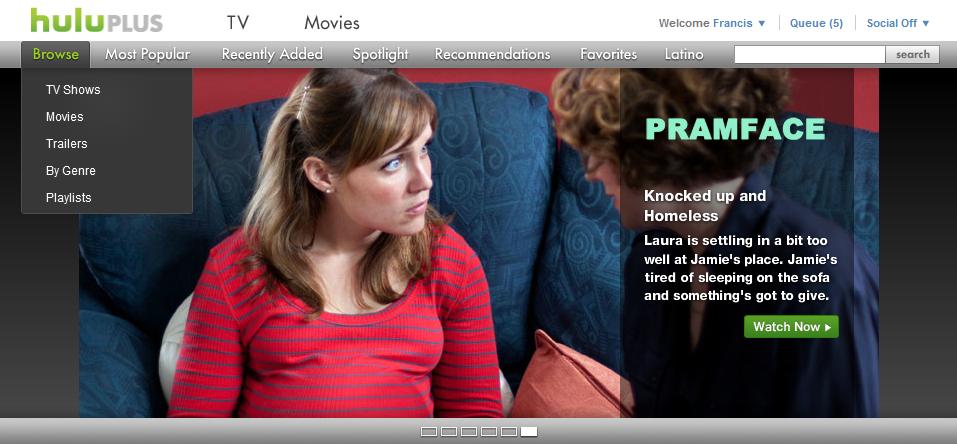 hulu PLUS
TV Movies
Welcome Francis Queue (5) Social Off
Browse Most Popular Recently Added Spotlight Recommendations Favorites Latino search
TV Shows
Movies
Trailers
By Genre
Playlists
PRAMFACE
Knocked up and
Homeless
Laura is settling in a bit too
well at Jamie's place. Jamie's
tired of sleeping on the sofa
and something's got to give.
Watch Now